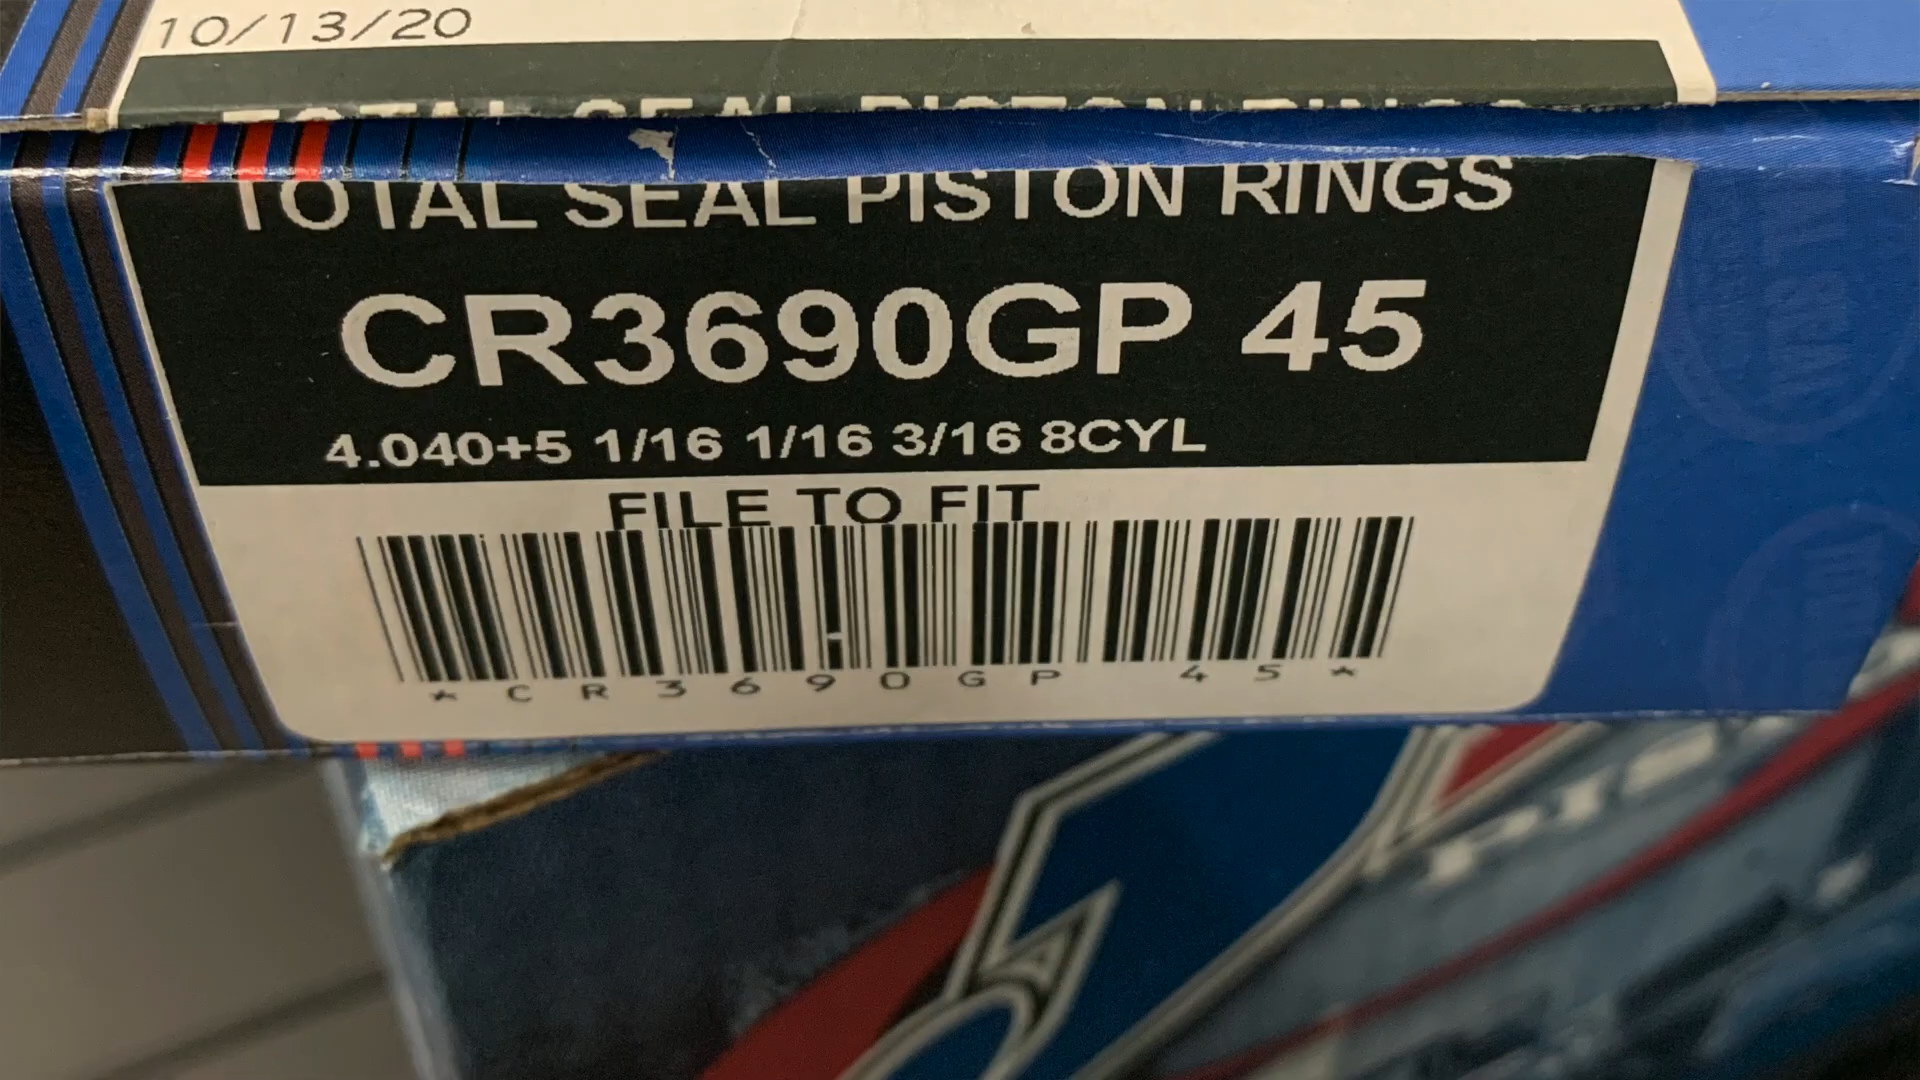 10/13/20
TOTAL SEAL PISTON RINGS
TOTAL SEAL PISTON RINGS
CR3690GP 45
4.040+5 1/16 1/16 3/16 8CYL
FILE TO FIT
*CR3690GP 45*